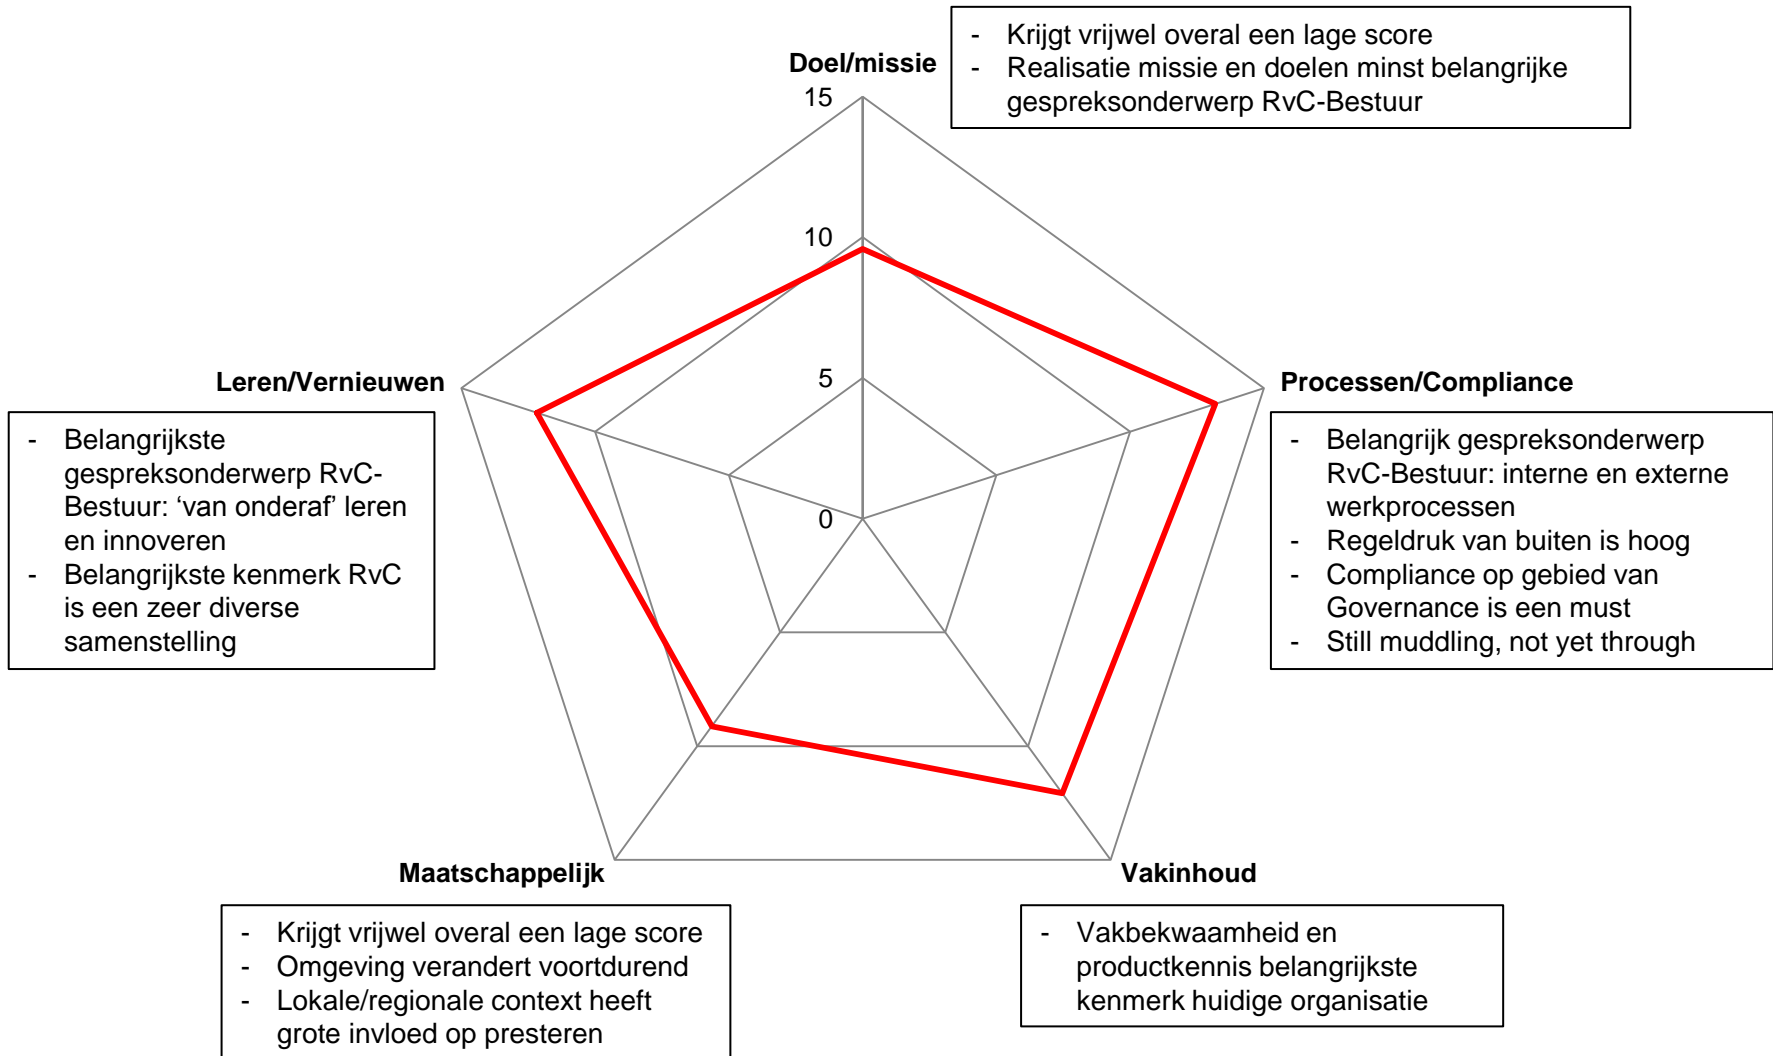 Doel/missie
- Krijgt vrijwel overal een lage score
- Realisatie missie en doelen minst belangrijke
gespreksonderwerp RvC-Bestuur
15
10
5
0
Leren/Vernieuwen
- Belangrijkste
gespreksonderwerp RvC-
Bestuur: ‘van onderaf’ leren
en innoveren
- Belangrijkste kenmerk RvC
is een zeer diverse
samenstelling
Processen/Compliance
- Belangrijk gespreksonderwerp
RvC-Bestuur: interne en externe
werkprocessen
- Regeldruk van buiten is hoog
- Compliance op gebied van
Governance is een must
- Still muddling, not yet through
Maatschappelijk
- Krijgt vrijwel overal een lage score
- Omgeving verandert voortdurend
- Lokale/regionale context heeft
grote invloed op presteren
Vakinhoud
- Vakbekwaamheid en
productkennis belangrijkste
kenmerk huidige organisatie